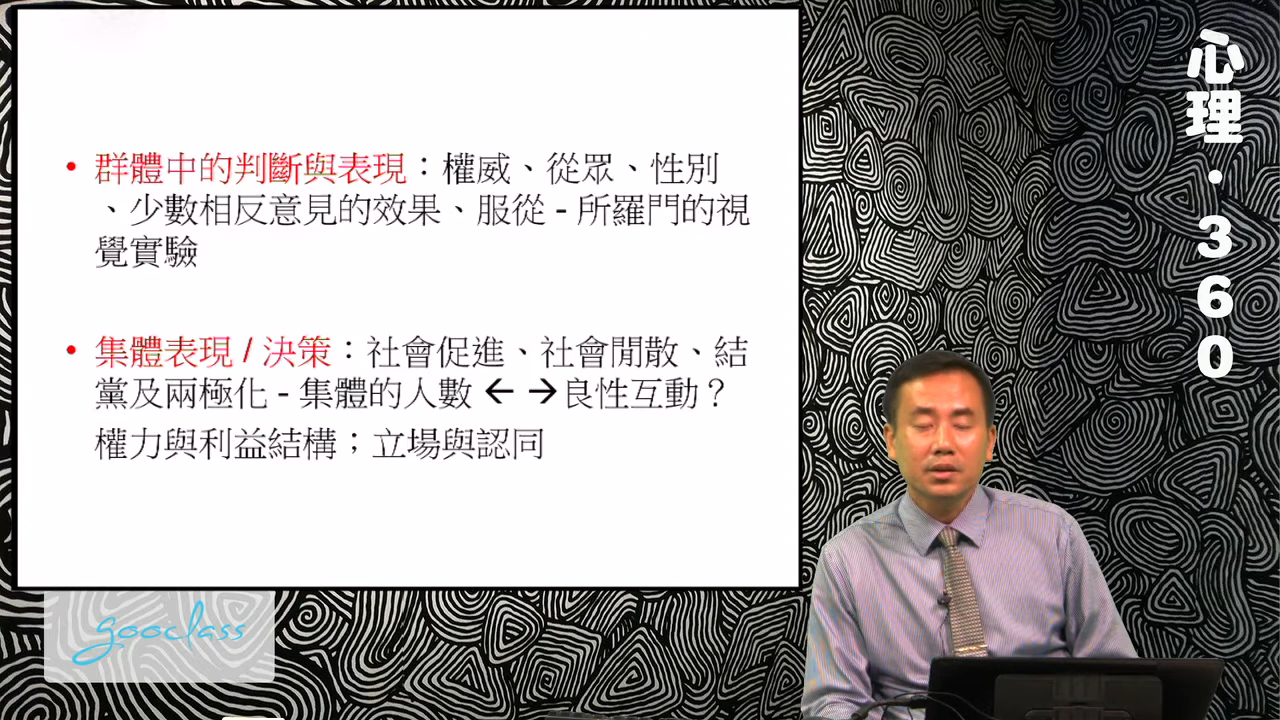 • 群體中的判斷與表現：權威、從眾、性別
、少數相反意見的效果、服從 - 所羅門的視
覺實驗
• 集體表現 / 決策：社會促進、社會閒散、結
黨及兩極化 - 集體的人數 ← →良性互動？
權力與利益結構；立場與認同
心理·360
gooclass